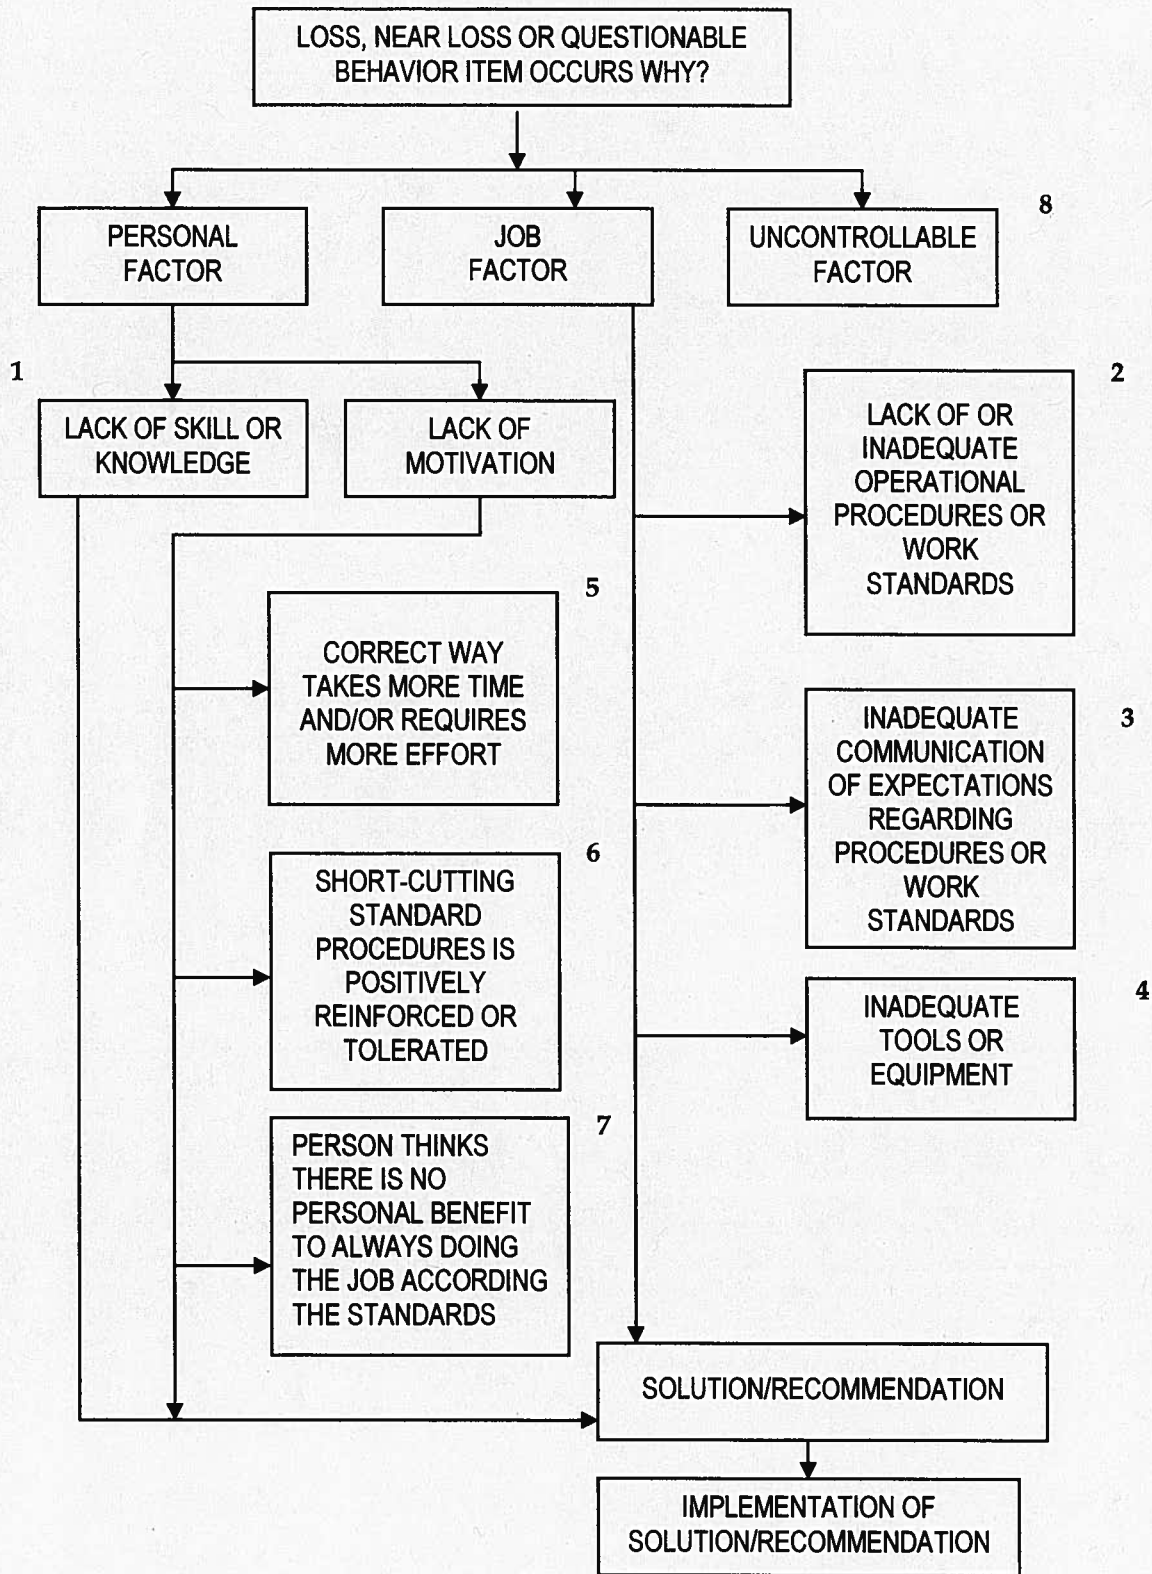 LOSS, NEAR LOSS OR QUESTIONABLE
BEHAVIOR ITEM OCCURS WHY?
PERSONAL
FACTOR
JOB
FACTOR
8
UNCONTROLLABLE
FACTOR
1
LACK OF SKILL OR
KNOWLEDGE
LACK OF
MOTIVATION
2
LACK OF OR
INADEQUATE
OPERATIONAL
PROCEDURES OR
WORK
STANDARDS
5
CORRECT WAY
TAKES MORE TIME
AND/OR REQUIRES
MORE EFFORT
3
INADEQUATE
COMMUNICATION
OF EXPECTATIONS
REGARDING
PROCEDURES OR
WORK
STANDARDS
6
SHORT-CUTTING
STANDARD
PROCEDURES IS
POSITIVELY
REINFORCED OR
TOLERATED
4
INADEQUATE
TOOLS OR
EQUIPMENT
7
PERSON THINKS
THERE IS NO
PERSONAL BENEFIT
TO ALWAYS DOING
THE JOB ACCORDING
THE STANDARDS
SOLUTION/RECOMMENDATION
IMPLEMENTATION OF
SOLUTION/RECOMMENDATION